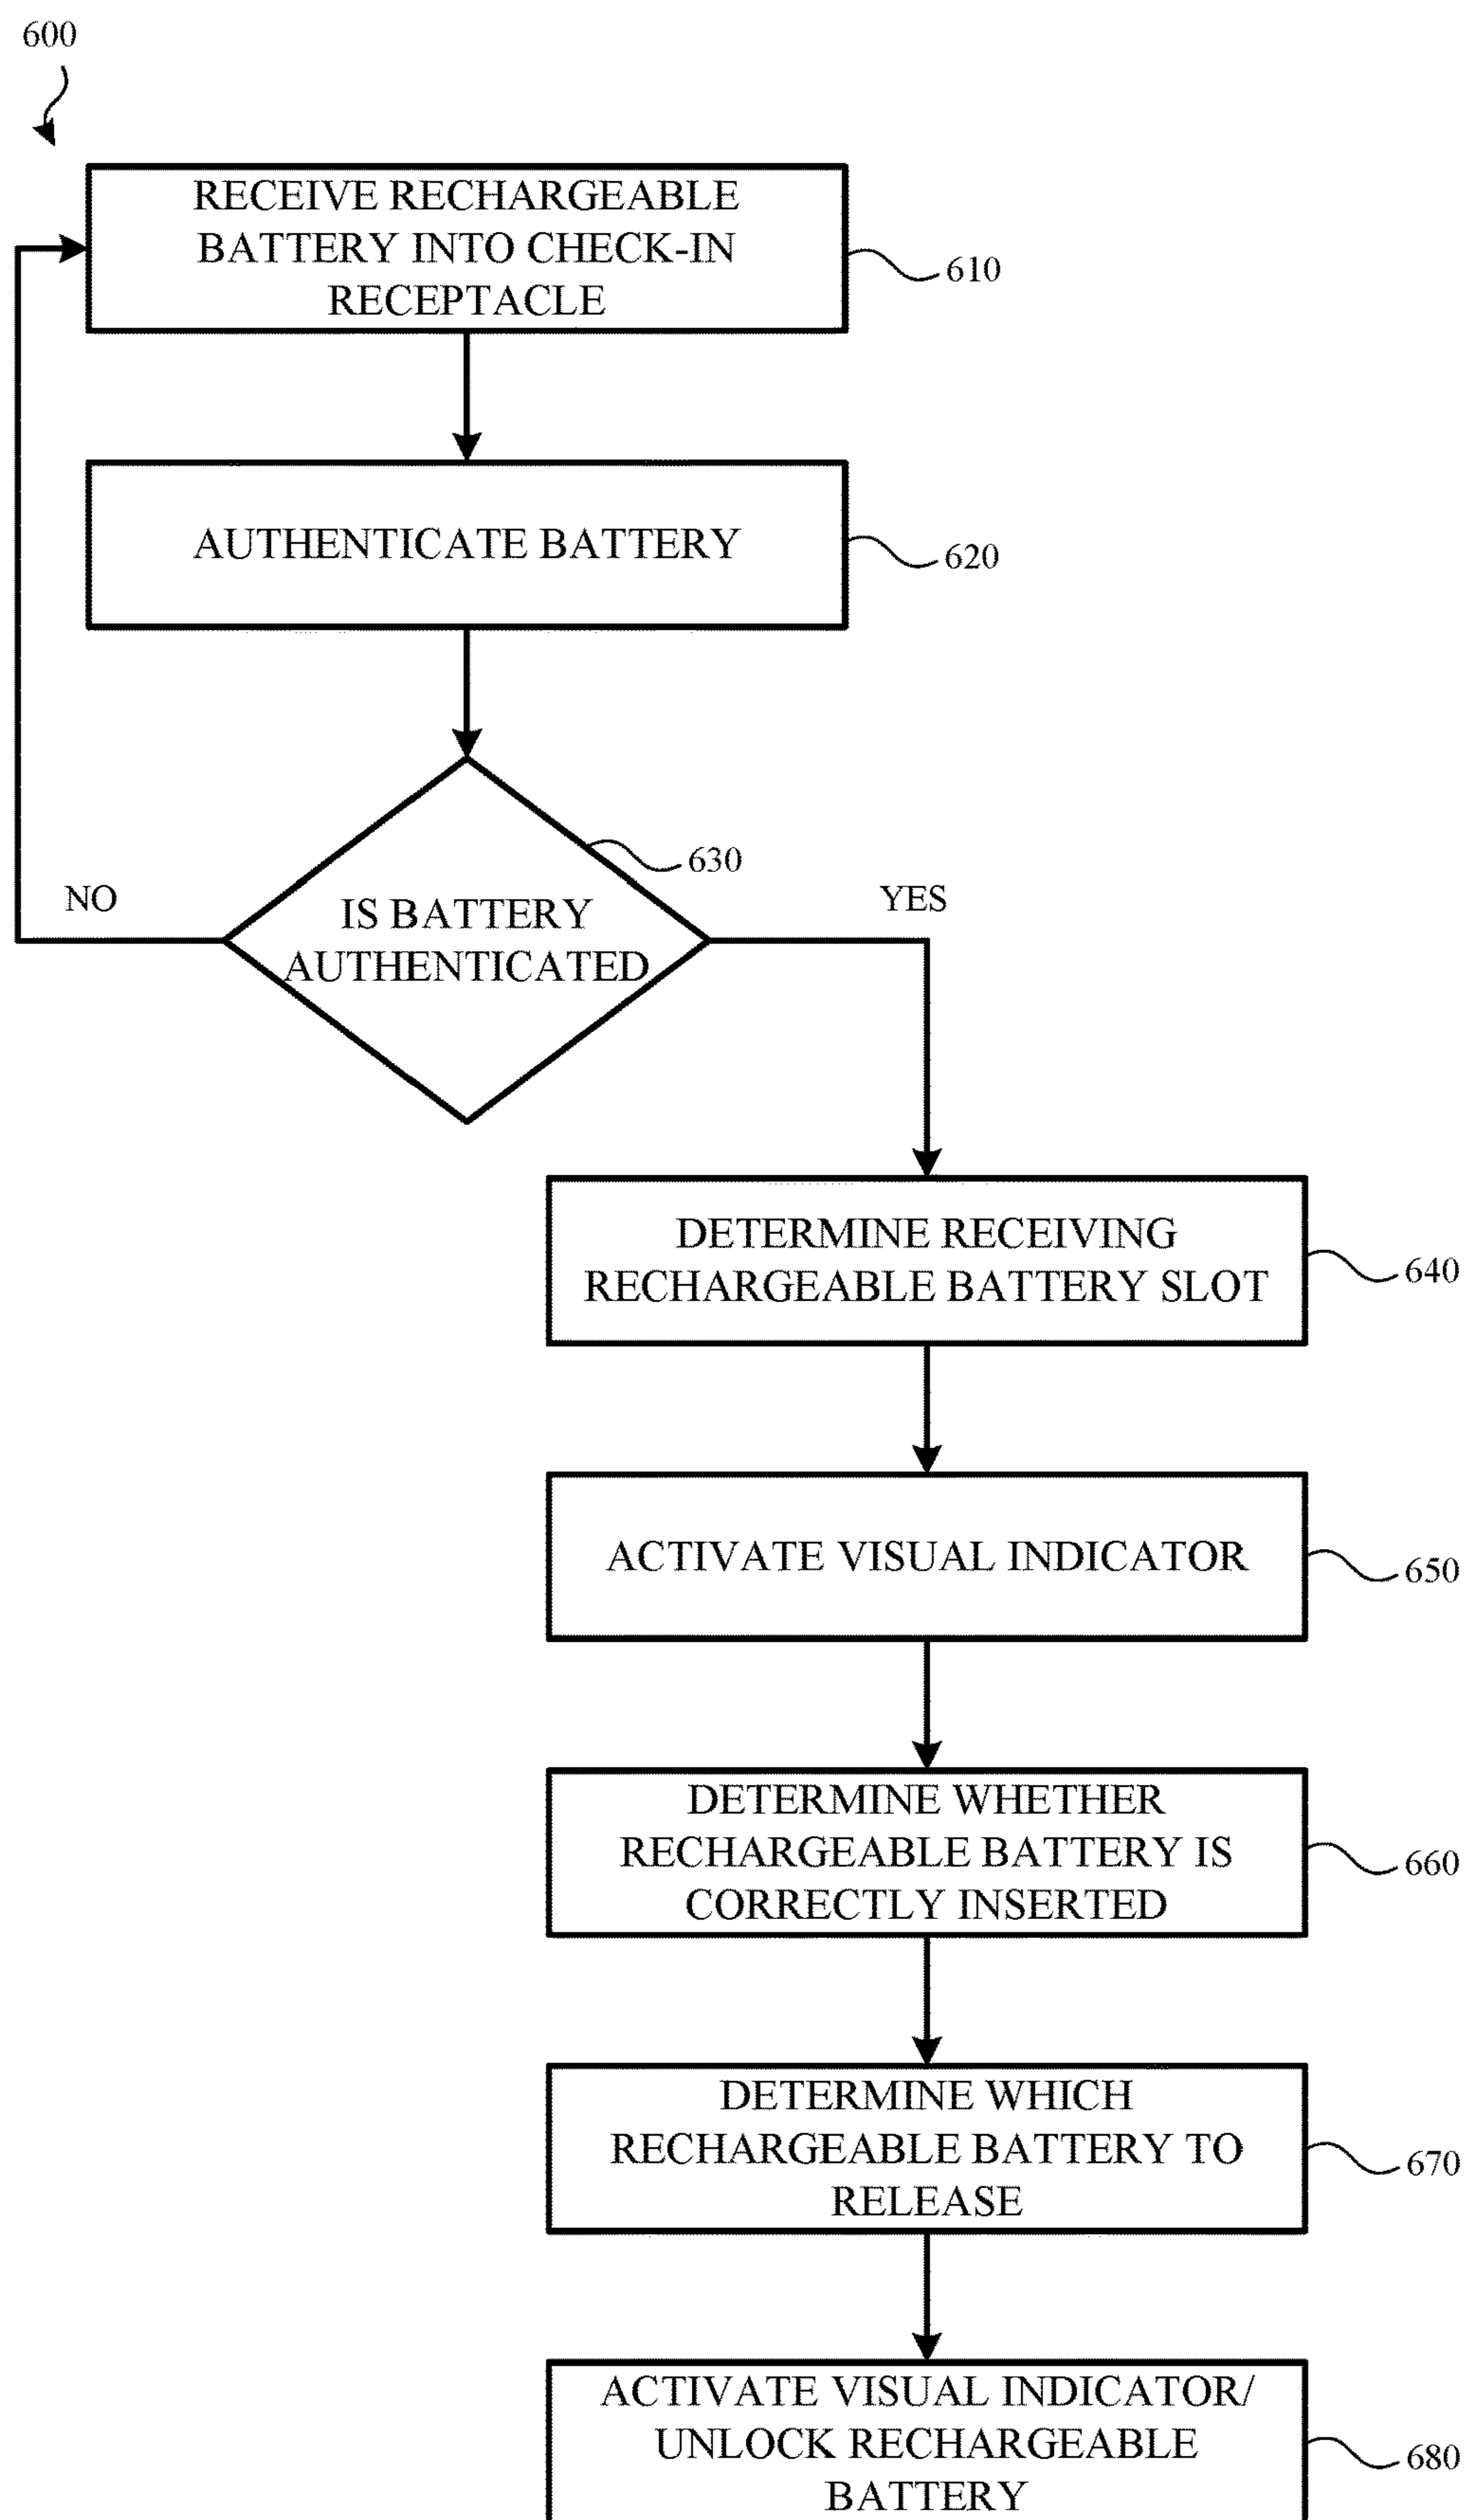 600
RECEIVE RECHARGEABLE
BATTERY INTO CHECK-IN
RECEPTACLE
610
AUTHENTICATE BATTERY
620
630
NO
YES
IS BATTERY
AUTHENTICATED
DETERMINE RECEIVING
RECHARGEABLE BATTERY SLOT
640
ACTIVATE VISUAL INDICATOR
650
DETERMINE WHETHER
RECHARGEABLE BATTERY IS
CORRECTLY INSERTED
660
DETERMINE WHICH
RECHARGEABLE BATTERY TO
RELEASE
670
ACTIVATE VISUAL INDICATOR/
UNLOCK RECHARGEABLE
BATTERY
680